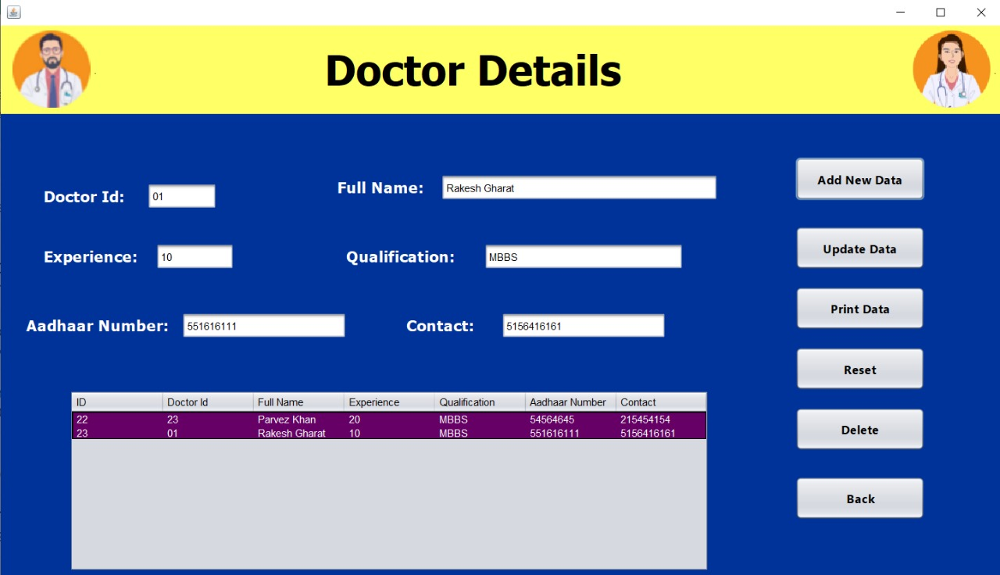 Doctor Details
Doctor Id: 01
Full Name: Rakesh Gharat
Add New Data
Experience: 10
Qualification: MBBS
Update Data
Print Data
Aadhaar Number: 551616111
Contact: 5156416161
Reset
ID Doctor Id Full Name Experience Qualification Aadhaar Number Contact
22 23 Parvez Khan 20 MBBS 54564645 215454154
23 01 Rakesh Gharat 10 MBBS 551616111 5156416161
Delete
Back